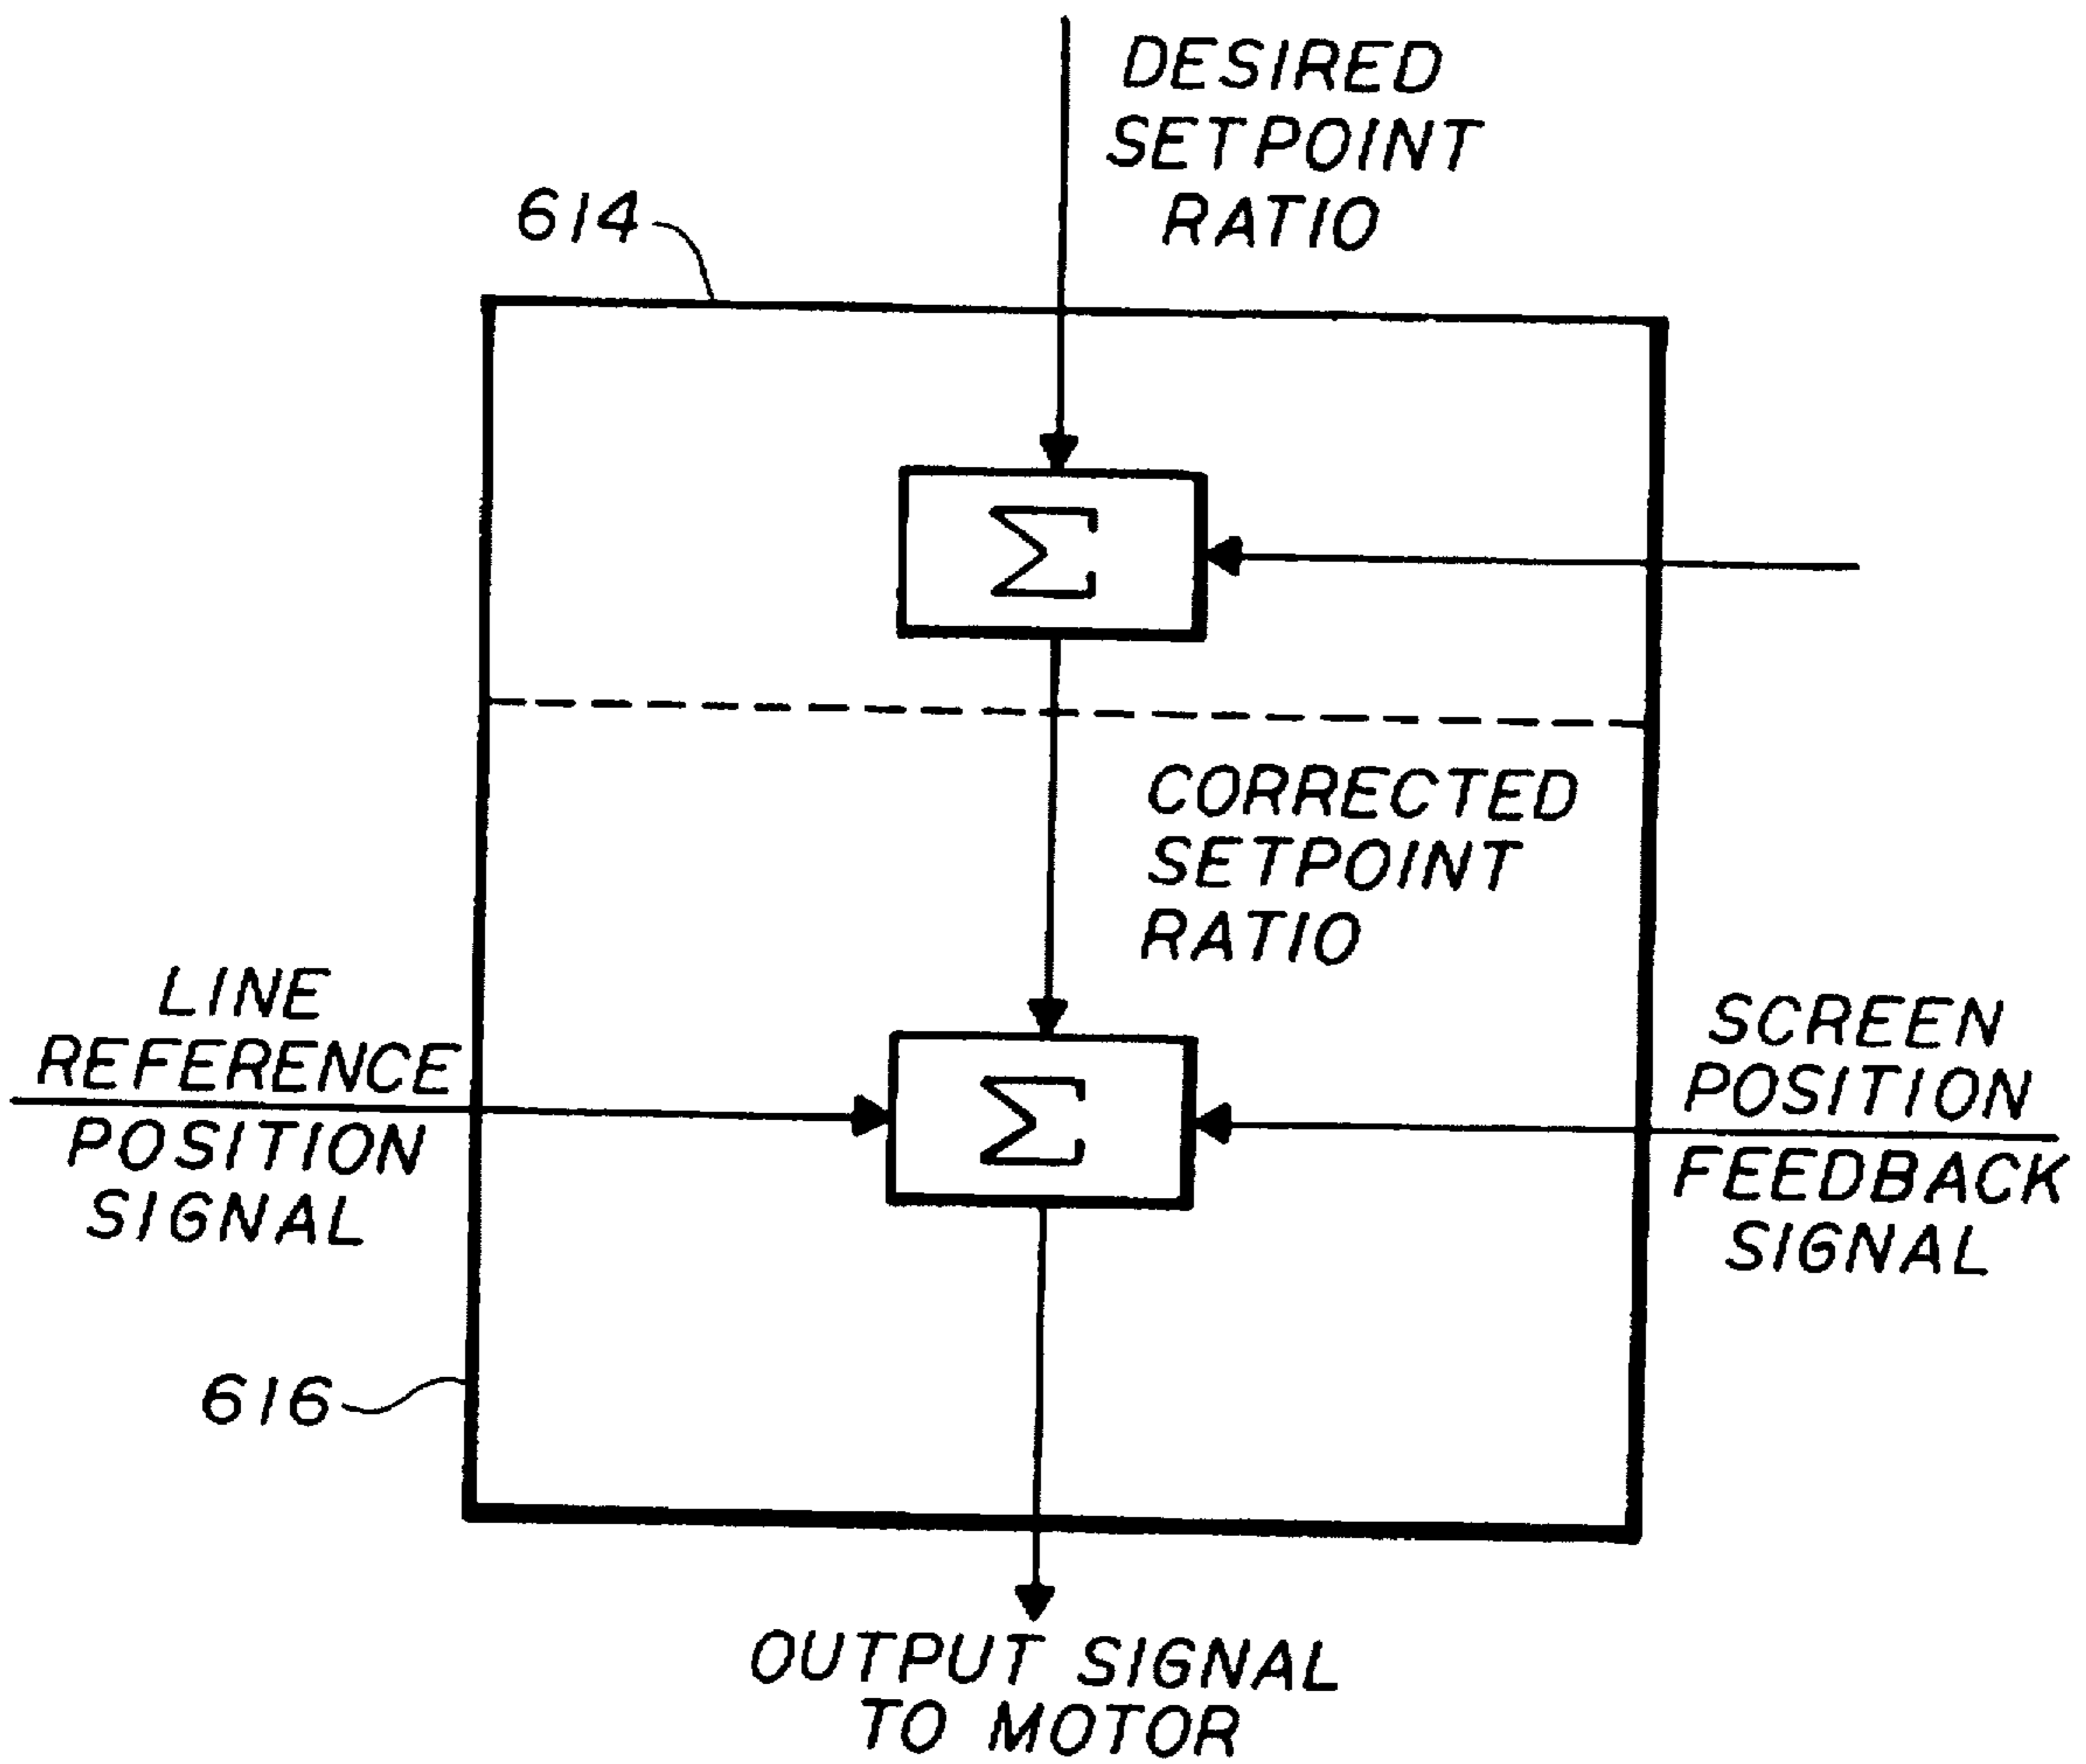 DESIRED
SETPOINT
RATIO
614
Σ
CORRECTED
SETPOINT
RATIO
LINE
REFERENCE
POSITION
SIGNAL
Σ
SCREEN
POSITION
FEEDBACK
SIGNAL
616
OUTPUT SIGNAL
TO MOTOR